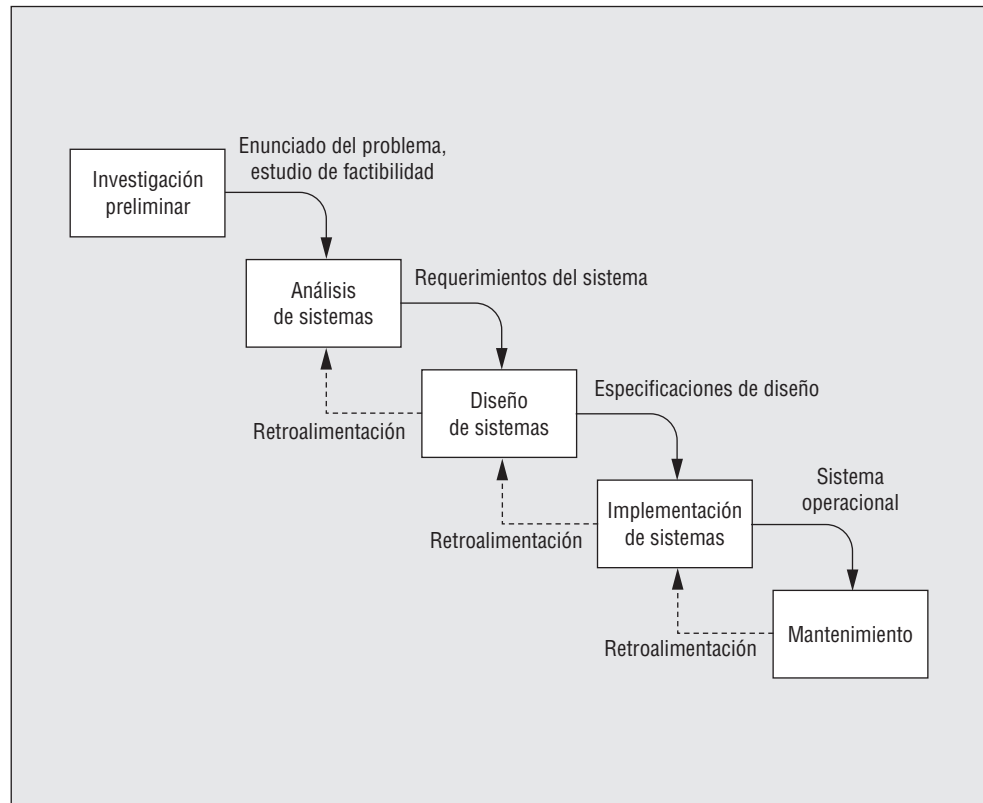 Enunciado del problema,
estudio de factibilidad
Investigación
preliminar
Requerimientos del sistema
Análisis
de sistemas
Especificaciones de diseño
Diseño
de sistemas
Retroalimentación
Sistema
operacional
Implementación
de sistemas
Retroalimentación
Mantenimiento
Retroalimentación